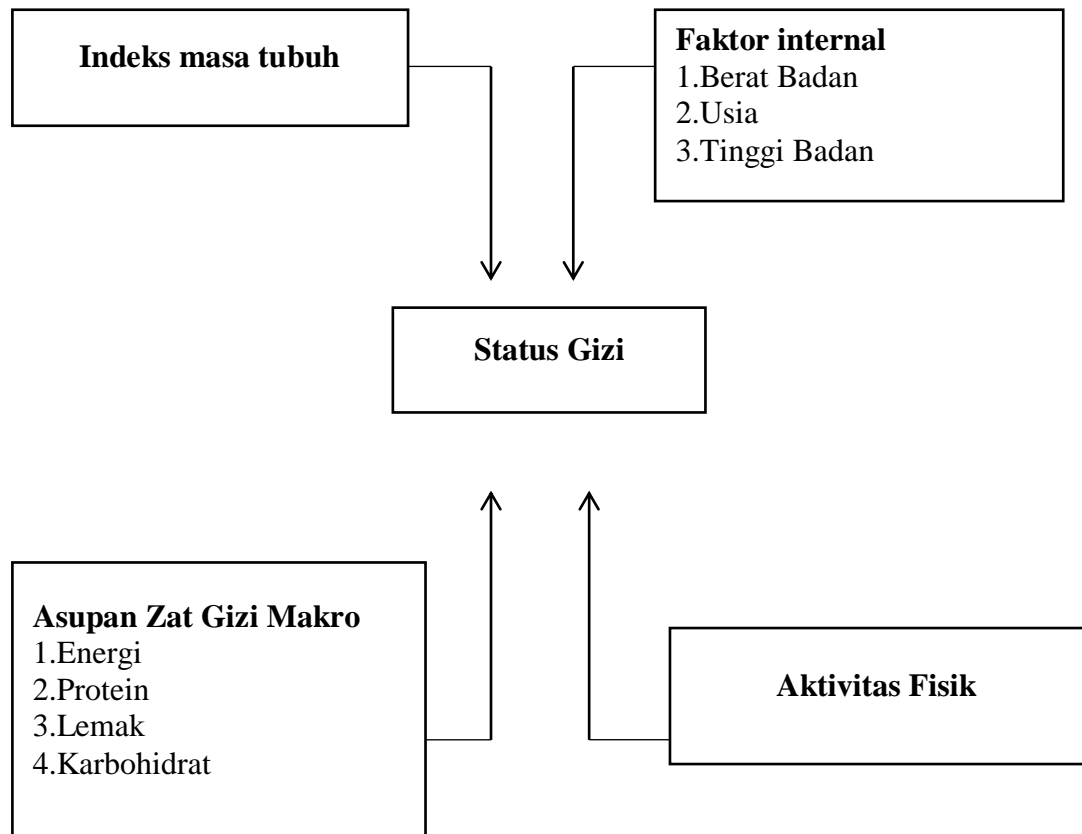 Indeks masa tubuh
Faktor internal
1.Berat Badan
2.Usia
3.Tinggi Badan
Status Gizi
Asupan Zat Gizi Makro
1.Energi
2.Protein
3.Lemak
4.Karbohidrat
Aktivitas Fisik